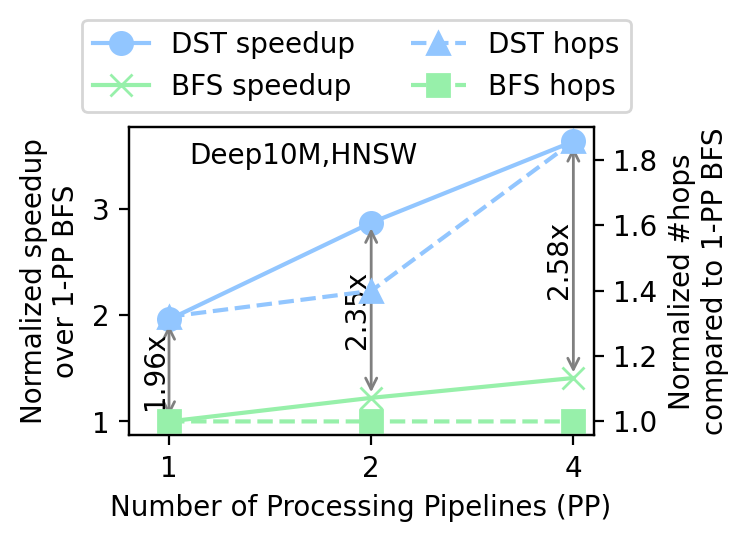 DST speedup
DST hops
BFS speedup
BFS hops
Deep10M,HNSW
Normalized speedup
over 1-PP BFS
3
2
1
1.96x
2.35x
2.58x
1.8
1.6
1.4
1.2
1.0
Normalized #hops
compared to 1-PP BFS
1
2
4
Number of Processing Pipelines (PP)